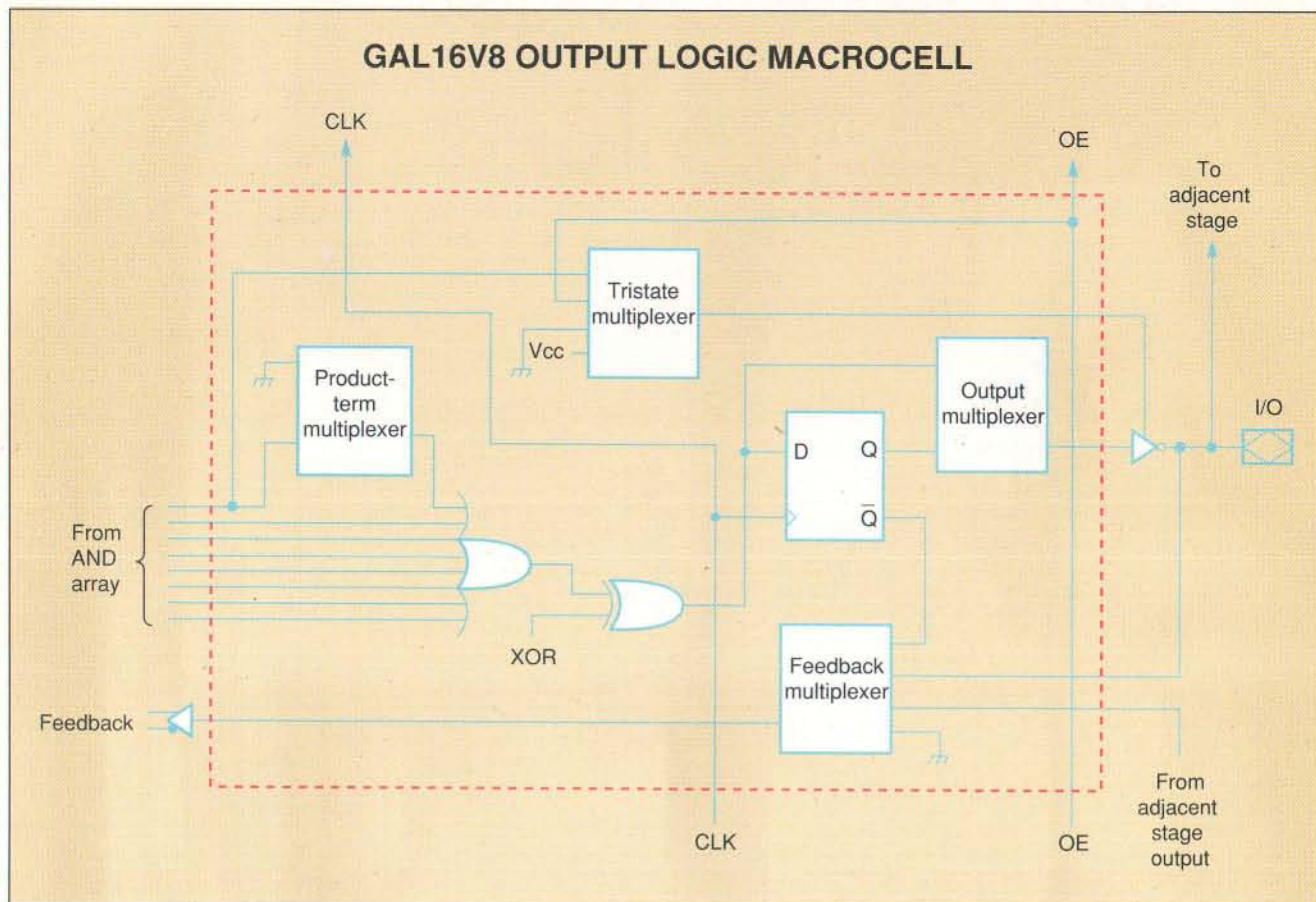 GAL16V8 OUTPUT LOGIC MACROCELL
CLK
OE
To
adjacent
stage
Tristate
multiplexer
Vcc
Product-
term
multiplexer
Output
multiplexer
I/O
D
Q
Q̅
From
AND
array
XOR
Feedback
multiplexer
Feedback
From
adjacent
stage
output
CLK
OE